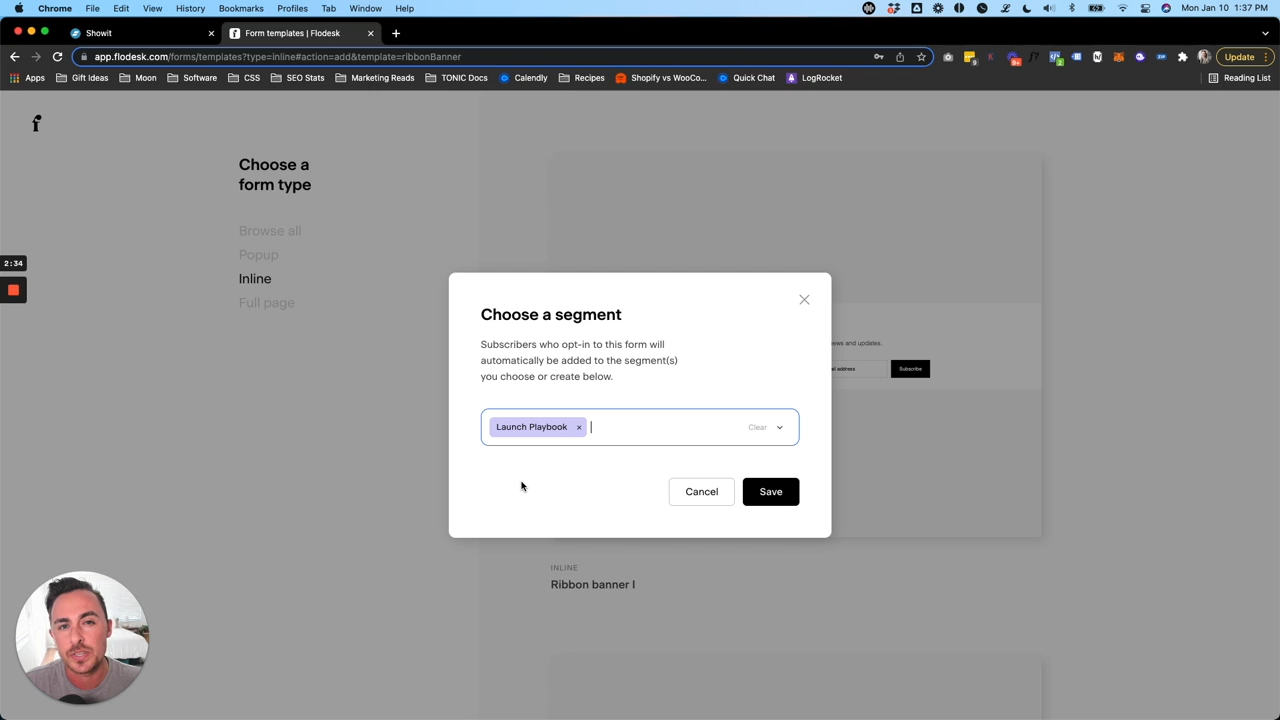 Chrome File Edit View History Bookmarks Profiles Tab Window Help Mon Jan 10 1:37 PM
Showit × Form templates | Flodesk × +
app.flodesk.com/forms/templates?type=inline#action=add&template=ribbonBanner Update
Apps Gift Ideas Moon Software CSS SEO Stats Marketing Reads TONIC Docs Calendly Recipes Shopify vs WooCo... Quick Chat LogRocket Reading List
Choose a
form type
Browse all
Popup
Inline
Full page
2:34
Choose a segment
Subscribers who opt-in to this form will
automatically be added to the segment(s)
you choose or create below.
Launch Playbook × Clear
Cancel Save
ews and updates.
ail address Subscribe
INLINE
Ribbon banner I